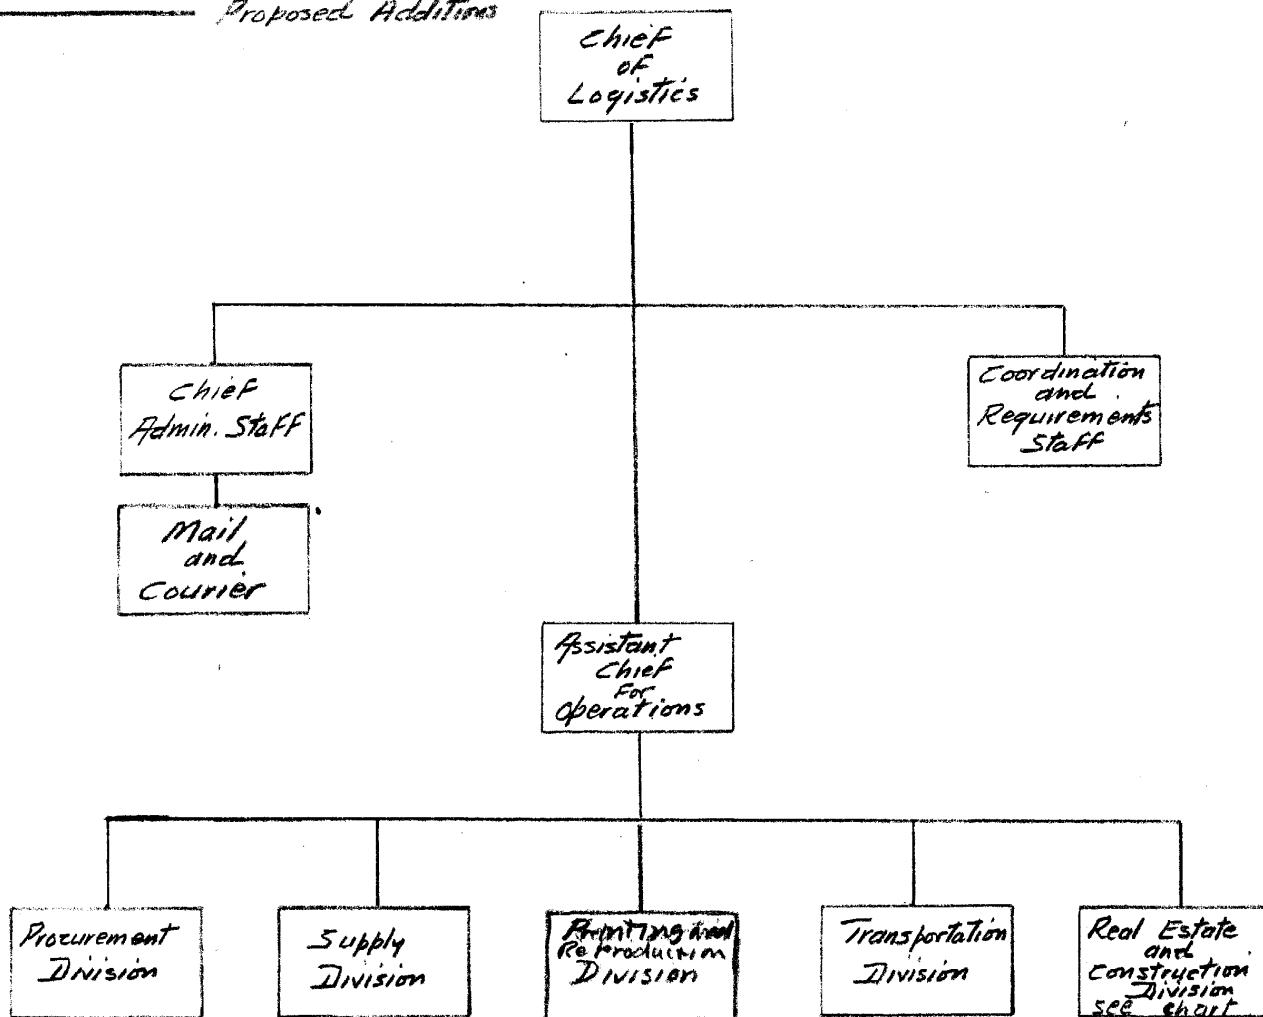 Proposed Additions
Chief
of
Logistics
Chief
Admin. Staff
Coordination
and
Requirements
Staff
Mail
and
Courier
Assistant
Chief
For
Operations
Procurement
Division
Supply
Division
Printing and
Reproduction
Division
Transportation
Division
Real Estate
and
Construction
Division
see chart